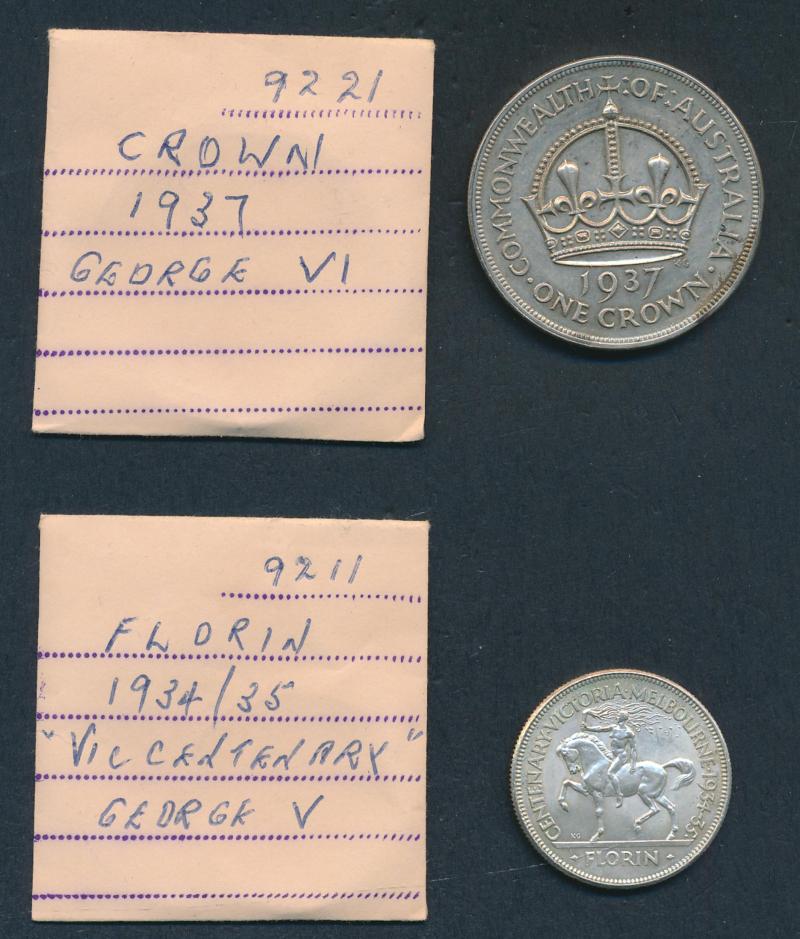 9221
CROWN
1937
GEORGE VI
COMMONWEALTH OF AUSTRALIA
1937
ONE CROWN
9211
FLORIN
1934/35
"VIC CENTENARY"
GEORGE V
CENTENARY·VICTORIA·MELBOURNE·1934-35
KG
FLORIN